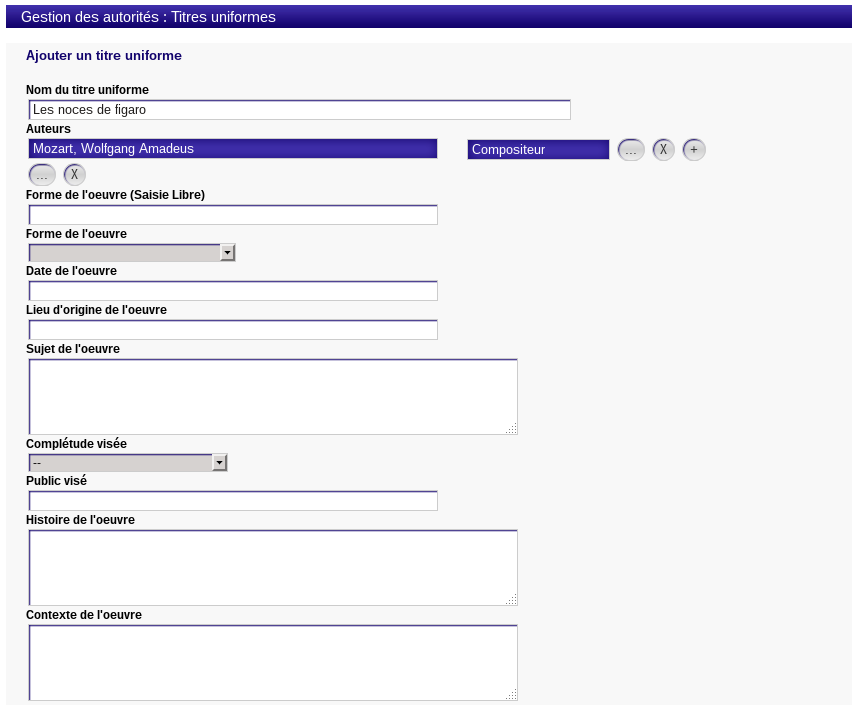 Gestion des autorités : Titres uniformes
Ajouter un titre uniforme
Nom du titre uniforme
Les noces de figaro
Auteurs
Mozart, Wolfgang Amadeus Compositeur ... X +
... X
Forme de l'oeuvre (Saisie Libre)
Forme de l'oeuvre
Date de l'oeuvre
Lieu d'origine de l'oeuvre
Sujet de l'oeuvre
Complétude visée
--
Public visé
Histoire de l'oeuvre
Contexte de l'oeuvre